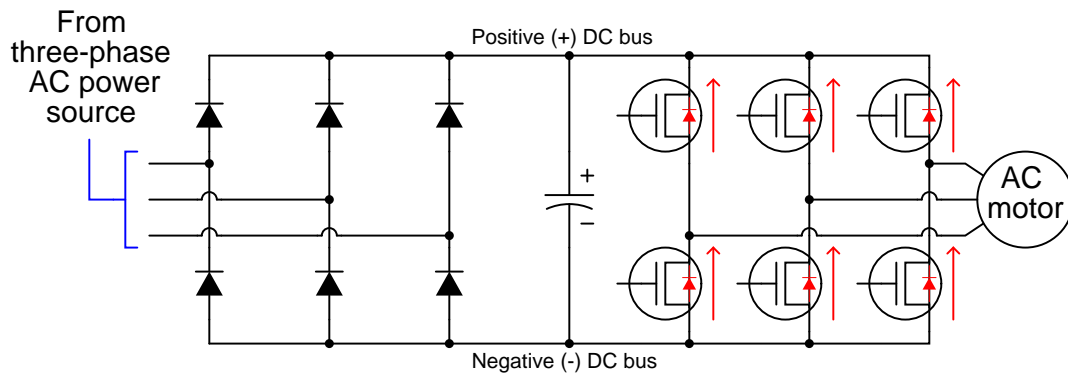 From
three-phase
AC power
source
Positive (+) DC bus
+
-
AC
motor
Negative (-) DC bus